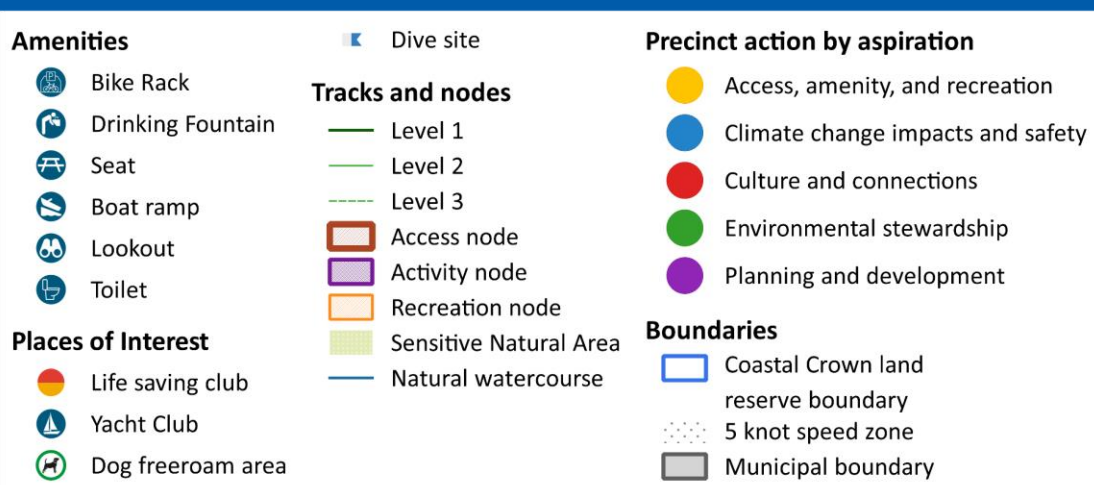 Amenities
Bike Rack
Drinking Fountain
Seat
Boat ramp
Lookout
Toilet
Places of Interest
Life saving club
Yacht Club
Dog freeroam area
Dive site
Tracks and nodes
Level 1
Level 2
Level 3
Access node
Activity node
Recreation node
Sensitive Natural Area
Natural watercourse
Precinct action by aspiration
Access, amenity, and recreation
Climate change impacts and safety
Culture and connections
Environmental stewardship
Planning and development
Boundaries
Coastal Crown land
reserve boundary
5 knot speed zone
Municipal boundary